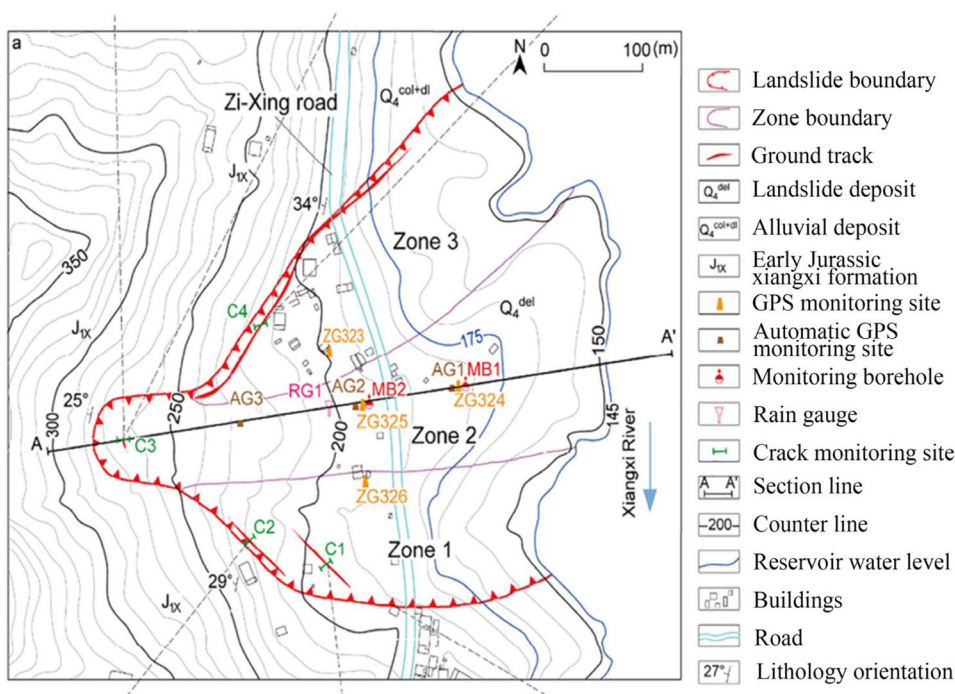 a
N
0 100 (m)
Zi-Xing road
Q4col+dl
J1X
34°
Zone 3
350
C4
Q4del
J1X
ZG323
175
150
A'
AG1 MB1
RG1 AG2 MB2
ZG324
AG3
25°
250
ZG325
A
300
C3
200
Zone 2
145
Xiangxi River
ZG326
C2
C1
Zone 1
29°
J1X
Landslide boundary
Zone boundary
Ground track
Q4del Landslide deposit
Q4col+dl Alluvial deposit
J1X Early Jurassic
xiangxi formation
GPS monitoring site
Automatic GPS
monitoring site
Monitoring borehole
Rain gauge
Crack monitoring site
A A' Section line
200 Counter line
Reservoir water level
Buildings
Road
27° Lithology orientation